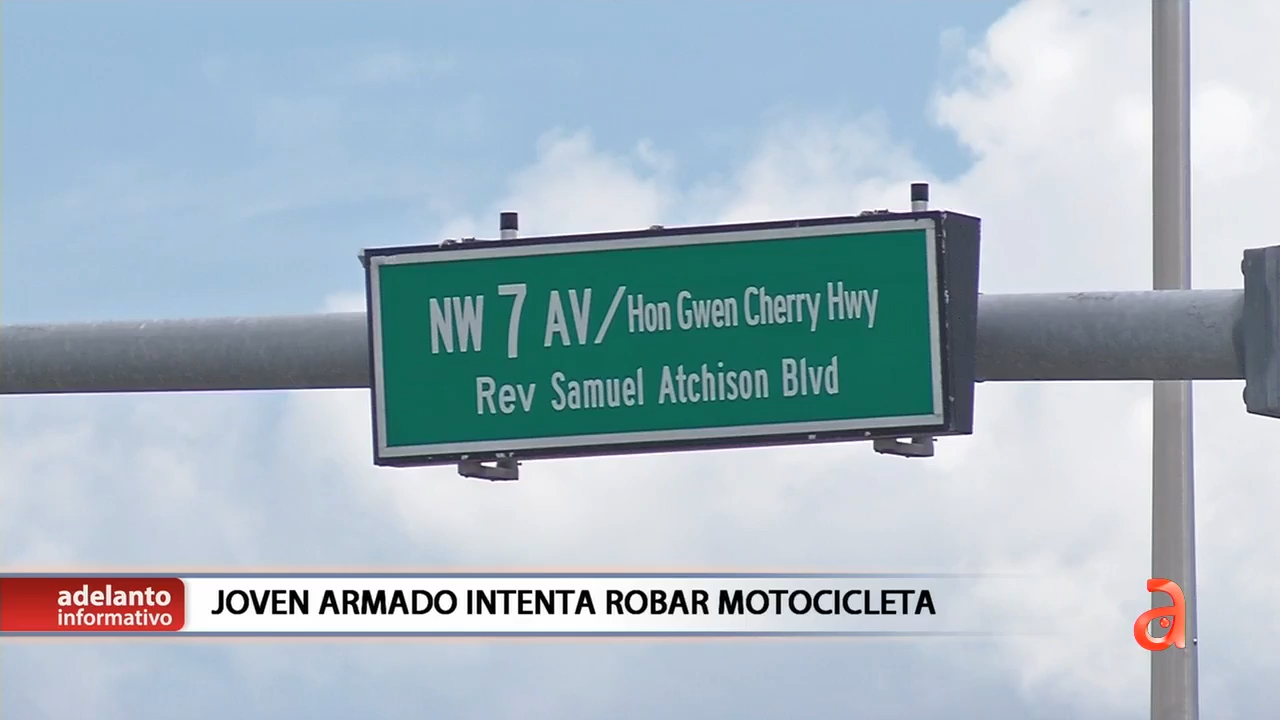 NW 7 AV/Hon Gwen Cherry Hwy
Rev Samuel Atchison Blvd
adelanto
informativo
JOVEN ARMADO INTENTA ROBAR MOTOCICLETA
a